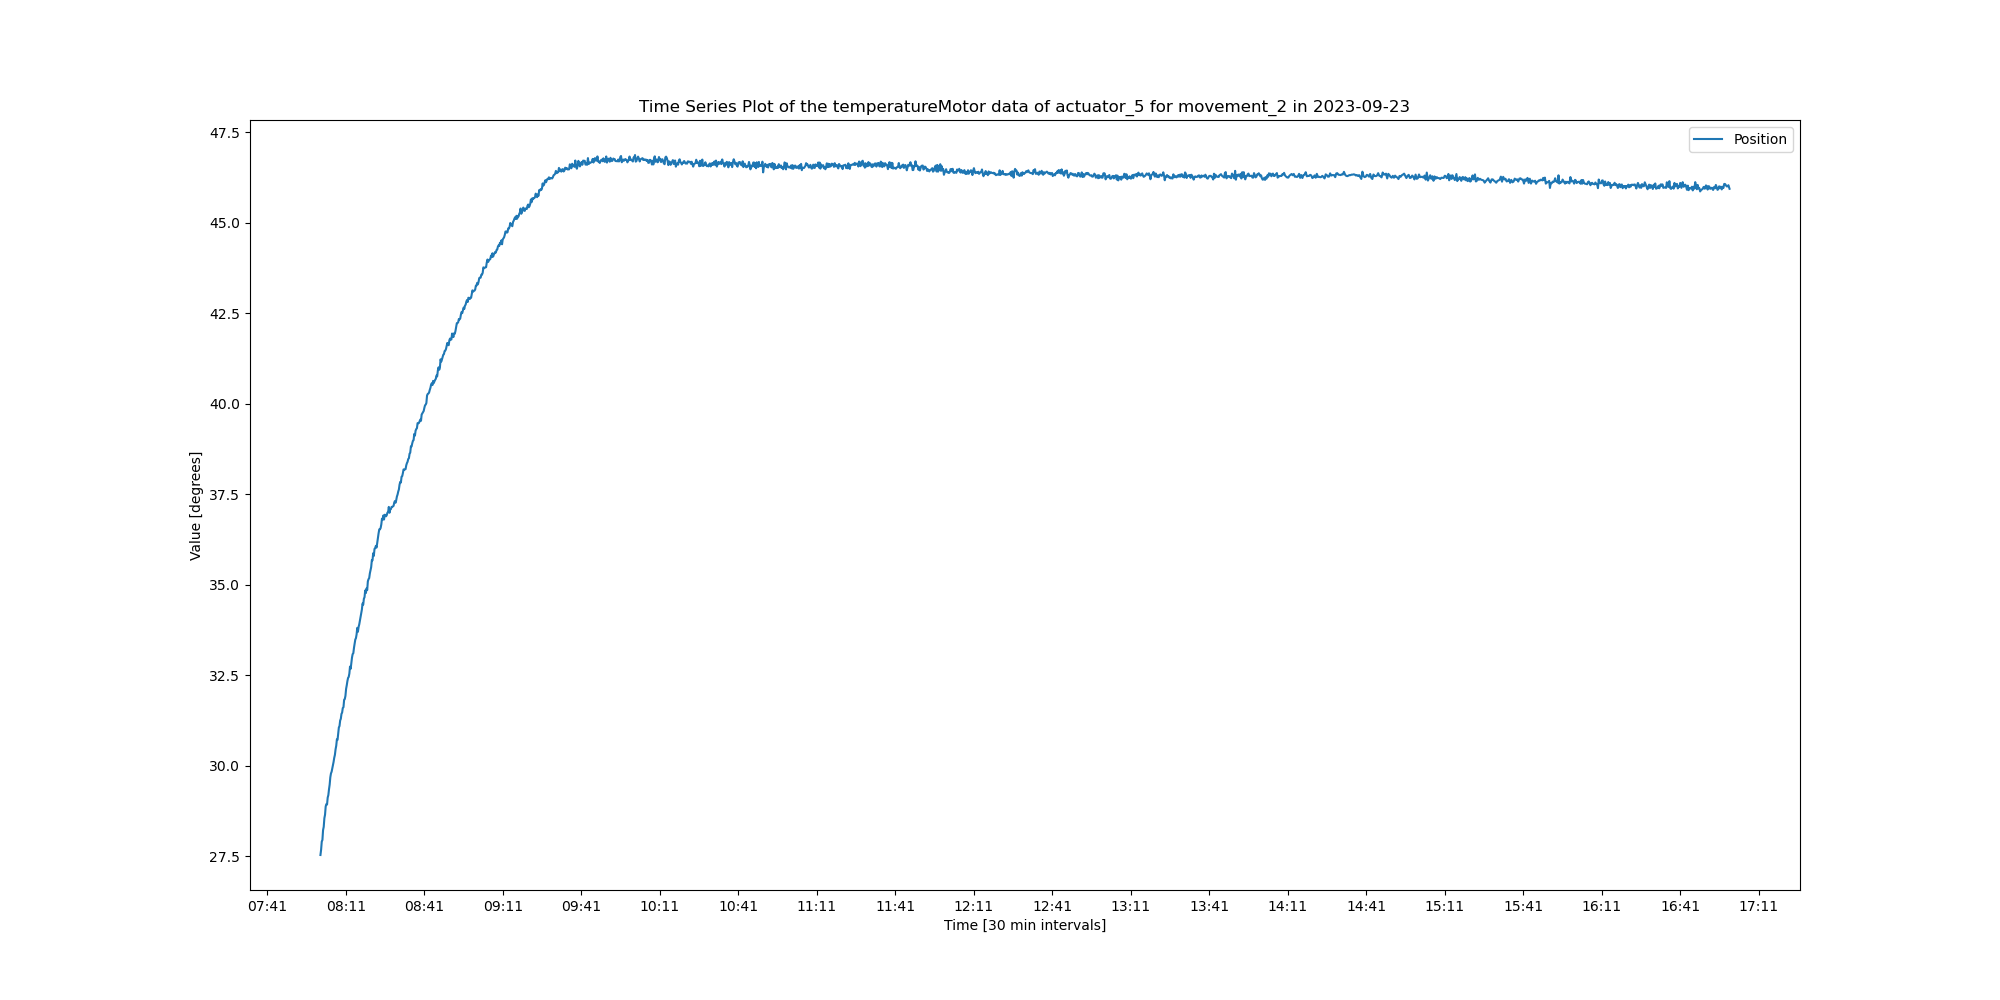 Time Series Plot of the temperatureMotor data of actuator_5 for movement_2 in 2023-09-23
Position
47.5
45.0
42.5
40.0
37.5
35.0
32.5
30.0
27.5
Value [degrees]
07:41 08:11 08:41 09:11 09:41 10:11 10:41 11:11 11:41 12:11 12:41 13:11 13:41 14:11 14:41 15:11 15:41 16:11 16:41 17:11
Time [30 min intervals]